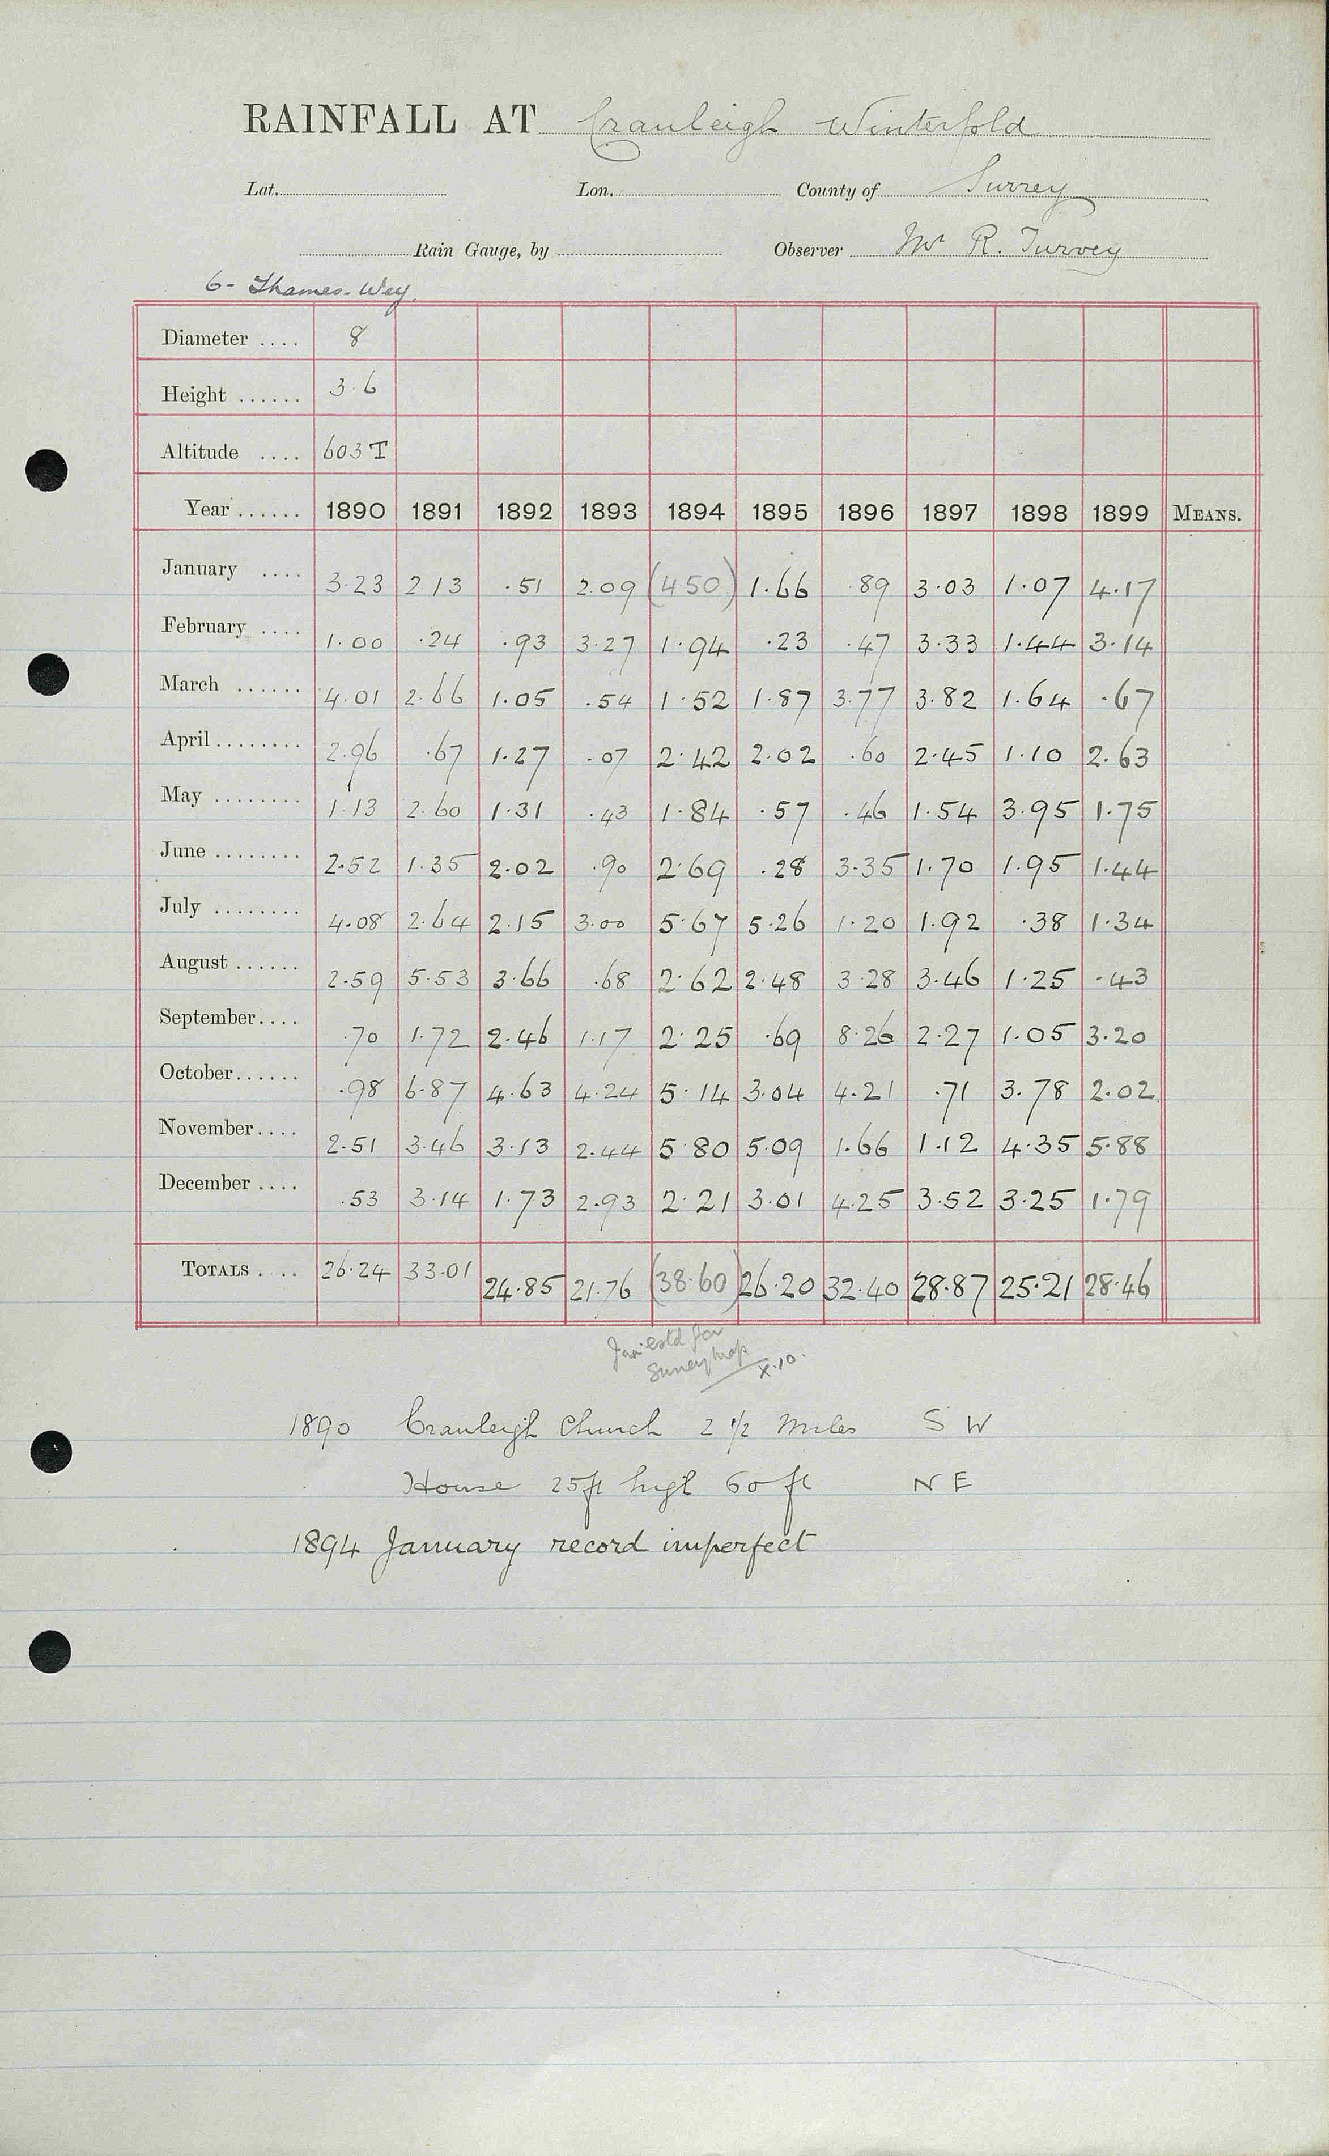 RAINFALL AT Cranleigh Winterfold
Lat. Lon. County of Surrey
Rain Gauge, by Observer Mr R. Turvey
6 - Thames - Wey
Diameter .... 8
Height ...... 3.6
Altitude .... 603 T
Year ...... 1890 1891 1892 1893 1894 1895 1896 1897 1898 1899 MEANS.
January .... 3.23 2.13 .51 2.09 (4.50) 1.66 .89 3.03 1.07 4.17
February .... 1.00 .24 .93 3.27 1.94 .23 .47 3.33 1.44 3.14
March ...... 4.01 2.66 1.05 .54 1.52 1.87 3.77 3.82 1.64 .67
April ........ 2.96 .67 1.27 .07 2.42 2.02 .60 2.45 1.10 2.63
May ........ 1.13 2.60 1.31 .43 1.84 .57 .46 1.54 3.95 1.75
June ........ 2.52 1.35 2.02 .90 2.69 .28 3.35 1.70 1.95 1.44
July ........ 4.08 2.64 2.15 3.00 5.67 5.26 1.20 1.92 .38 1.34
August ...... 2.59 5.53 3.66 .68 2.62 2.48 3.28 3.46 1.25 .43
September .... .70 1.72 2.46 1.17 2.25 .69 8.26 2.27 1.05 3.20
October ...... .98 6.87 4.63 4.24 5.14 3.04 4.21 .71 3.78 2.02
November .... 2.51 3.46 3.13 2.44 5.80 5.09 1.66 1.12 4.35 5.88
December .... .53 3.14 1.73 2.93 2.21 3.01 4.25 3.52 3.25 1.79
TOTALS .... 26.24 33.01 24.85 21.76 (38.60) 26.20 32.40 28.87 25.21 28.46
Jan estd for
Surrey map X.10.
1890 Cranleigh Church 2 1/2 Miles S W
House 25 ft high 60 ft N E
1894 January record imperfect